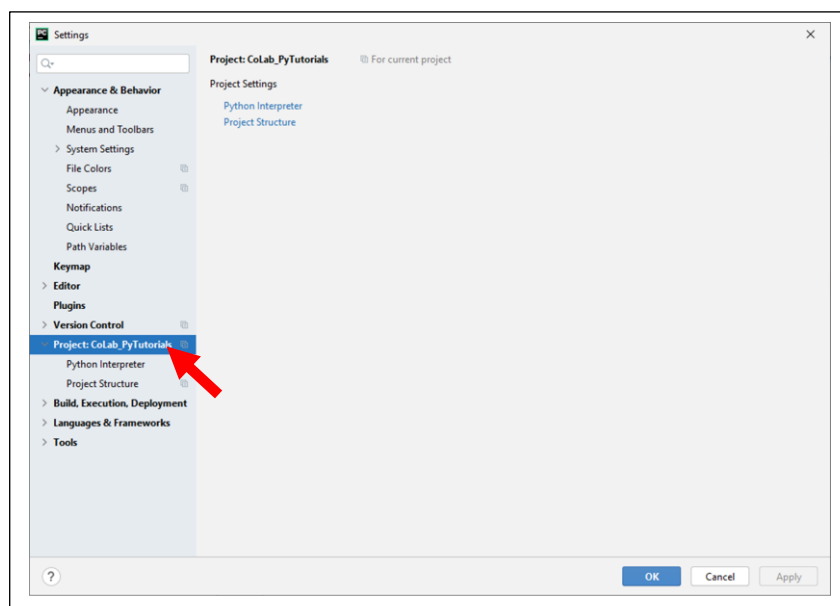 PC Settings
Project: CoLab_PyTutorials For current project
Appearance & Behavior
Project Settings
Appearance
Python Interpreter
Menus and Toolbars
Project Structure
System Settings
File Colors
Scopes
Notifications
Quick Lists
Path Variables
Keymap
Editor
Plugins
Version Control
Project: CoLab_PyTutorials
Python Interpreter
Project Structure
Build, Execution, Deployment
Languages & Frameworks
Tools
?
OK Cancel Apply